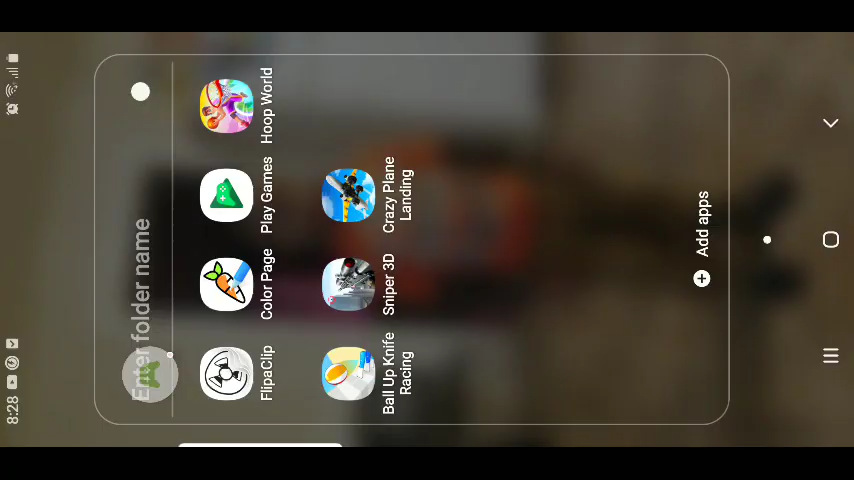 8:28
Enter folder name
FlipaClip
Color Page
Play Games
Hoop World
Ball Up Knife
Racing
Sniper 3D
Crazy Plane
Landing
Add apps